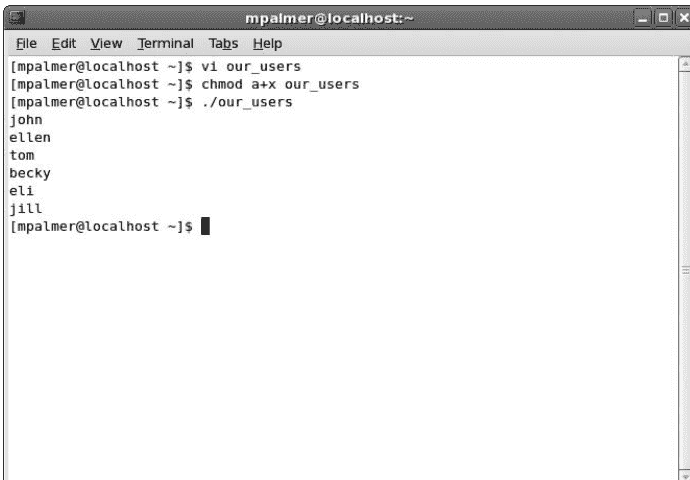 mpalmer@localhost:~
File Edit View Terminal Tabs Help
[mpalmer@localhost ~]$ vi our_users
[mpalmer@localhost ~]$ chmod a+x our_users
[mpalmer@localhost ~]$ ./our_users
john
ellen
tom
becky
eli
jill
[mpalmer@localhost ~]$